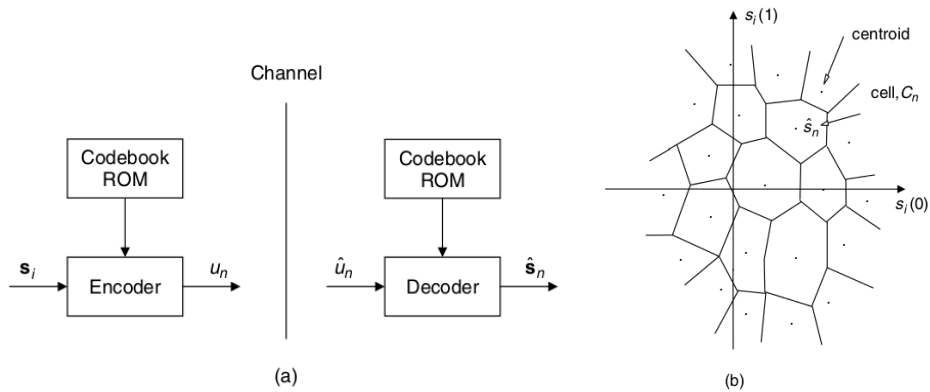 Channel
Codebook
ROM
Codebook
ROM
s_i
Encoder
u_n
û_n
Decoder
ŝ_n
(a)
s_i(1)
centroid
cell, C_n
ŝ_n
s_i(0)
(b)